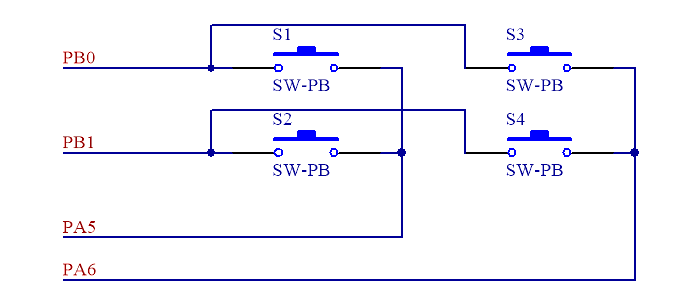 S1 S3
PB0
SW-PB SW-PB
S2 S4
PB1
SW-PB SW-PB
PA5
PA6